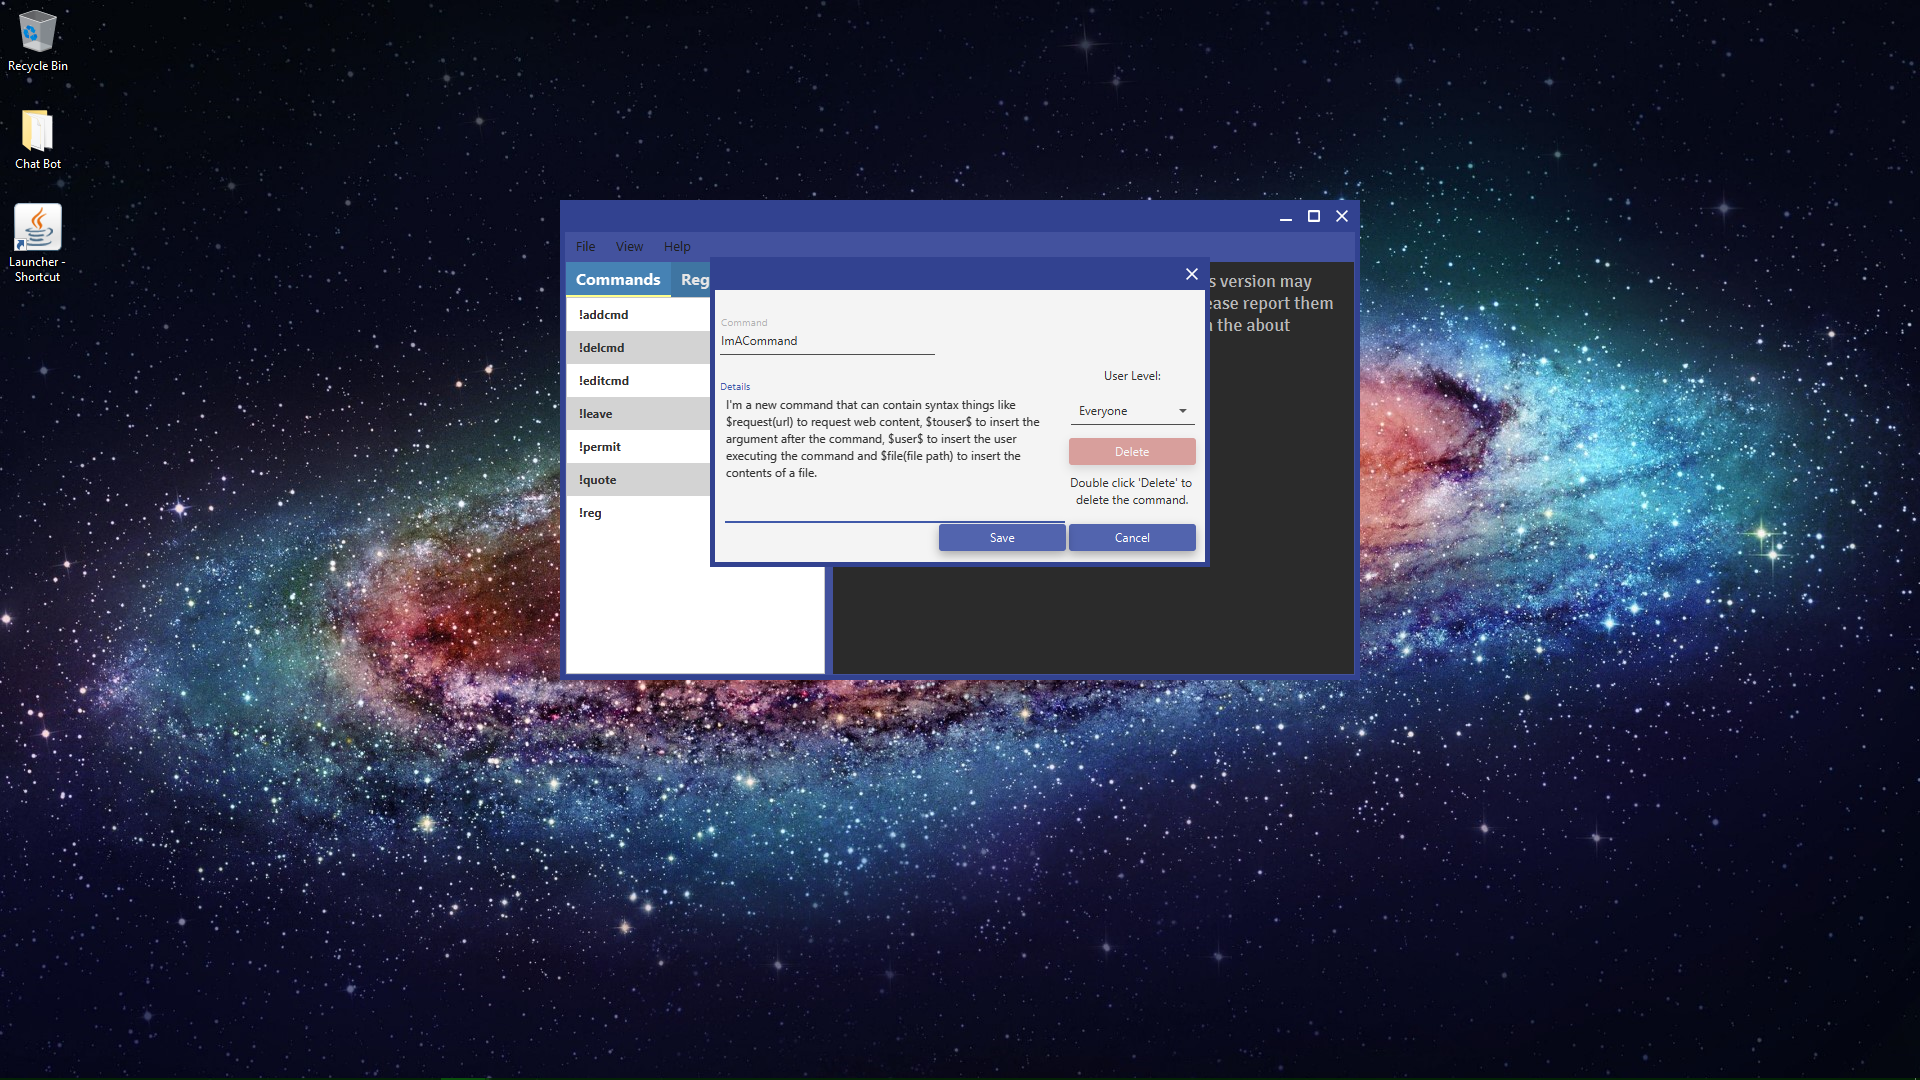 Recycle Bin
Chat Bot
Launcher -
Shortcut
File View Help
Commands Reg
!addcmd
!delcmd
!editcmd
!leave
!permit
!quote
!reg
s version may
ease report them
the about
Command
ImACommand
Details
I'm a new command that can contain syntax things like
$request(url) to request web content, $touser$ to insert the
argument after the command, $user$ to insert the user
executing the command and $file(file path) to insert the
contents of a file.
User Level:
Everyone
Delete
Double click 'Delete' to
delete the command.
Save Cancel